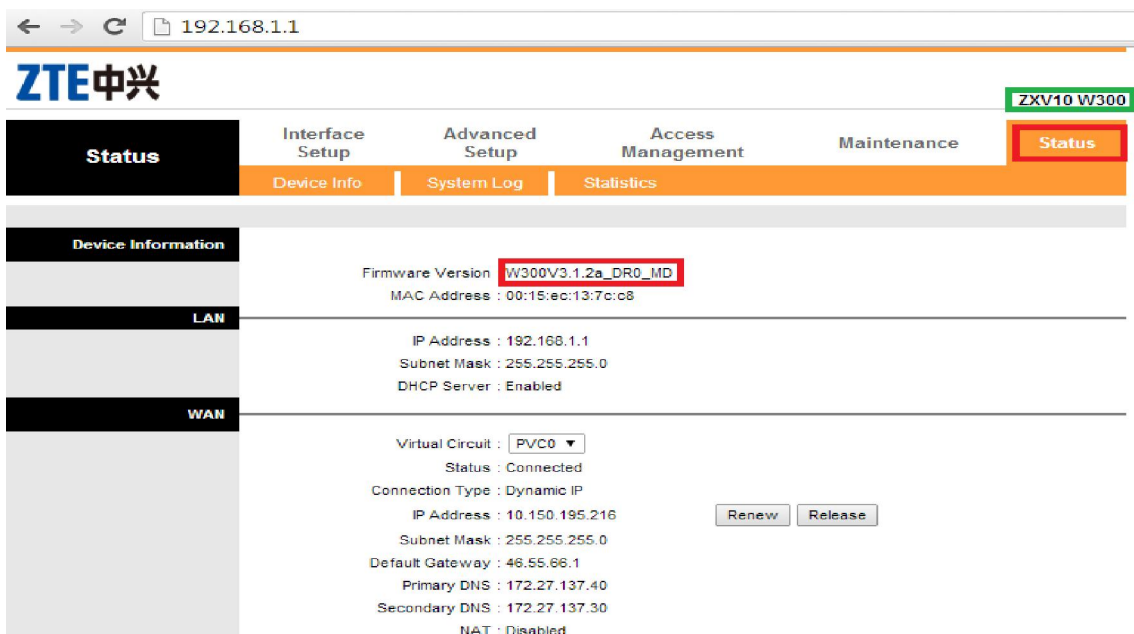 192.168.1.1
ZTE中兴
ZXV10 W300
Status
Interface Setup
Advanced Setup
Access Management
Maintenance
Status
Device Info
System Log
Statistics
Device Information
Firmware Version : W300V3.1.2a_DR0_MD
MAC Address : 00:15:ec:13:7c:c8
LAN
IP Address : 192.168.1.1
Subnet Mask : 255.255.255.0
DHCP Server : Enabled
WAN
Virtual Circuit : PVC0
Status : Connected
Connection Type : Dynamic IP
IP Address : 10.150.195.216 Renew Release
Subnet Mask : 255.255.255.0
Default Gateway : 46.55.66.1
Primary DNS : 172.27.137.40
Secondary DNS : 172.27.137.30
NAT : Disabled